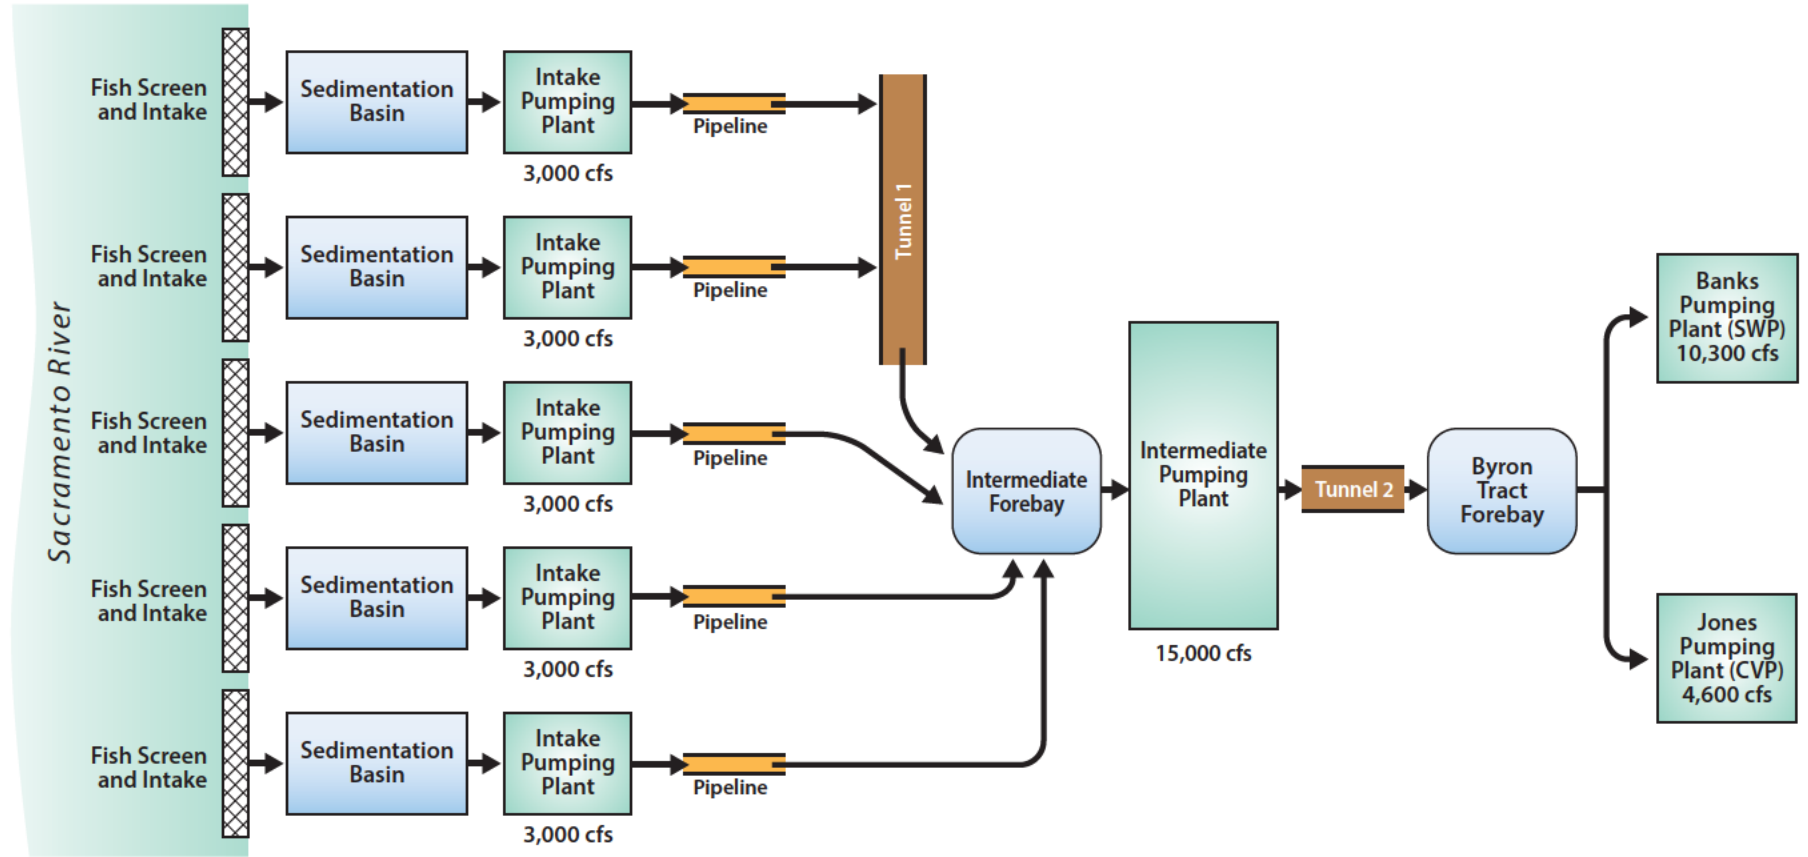 Sacramento River
Fish Screen
and Intake
Sedimentation
Basin
Intake
Pumping
Plant
3,000 cfs
Pipeline
Fish Screen
and Intake
Sedimentation
Basin
Intake
Pumping
Plant
3,000 cfs
Pipeline
Tunnel 1
Fish Screen
and Intake
Sedimentation
Basin
Intake
Pumping
Plant
3,000 cfs
Pipeline
Fish Screen
and Intake
Sedimentation
Basin
Intake
Pumping
Plant
3,000 cfs
Pipeline
Fish Screen
and Intake
Sedimentation
Basin
Intake
Pumping
Plant
3,000 cfs
Pipeline
Intermediate
Forebay
Intermediate
Pumping
Plant
15,000 cfs
Tunnel 2
Byron
Tract
Forebay
Banks
Pumping
Plant (SWP)
10,300 cfs
Jones
Pumping
Plant (CVP)
4,600 cfs